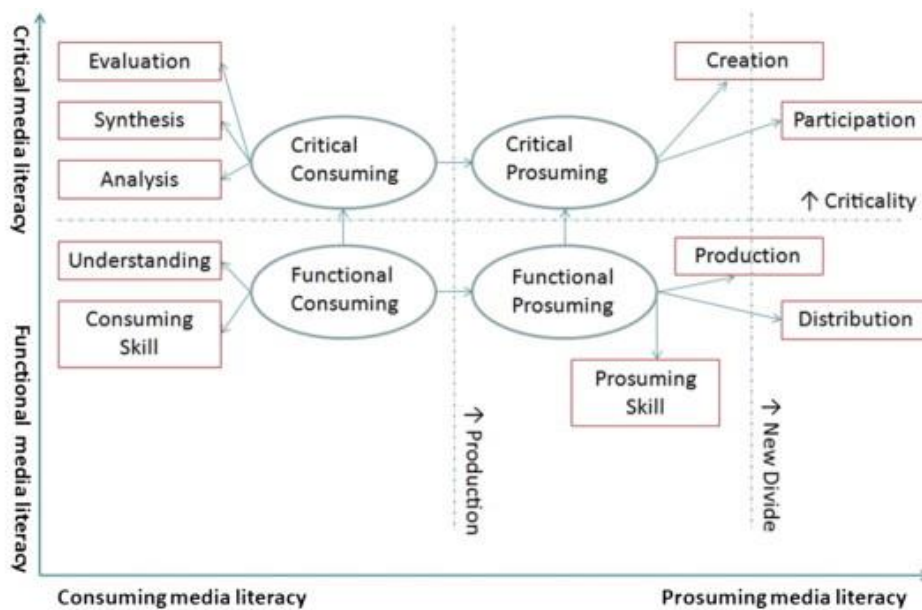 Critical media literacy
Functional media literacy
Evaluation
Synthesis
Analysis
Critical
Consuming
Critical
Prosuming
Creation
Participation
↑ Criticality
Understanding
Consuming
Skill
Functional
Consuming
Functional
Prosuming
Production
Distribution
Prosuming
Skill
↑ Production
↑ New Divide
Consuming media literacy
Prosuming media literacy